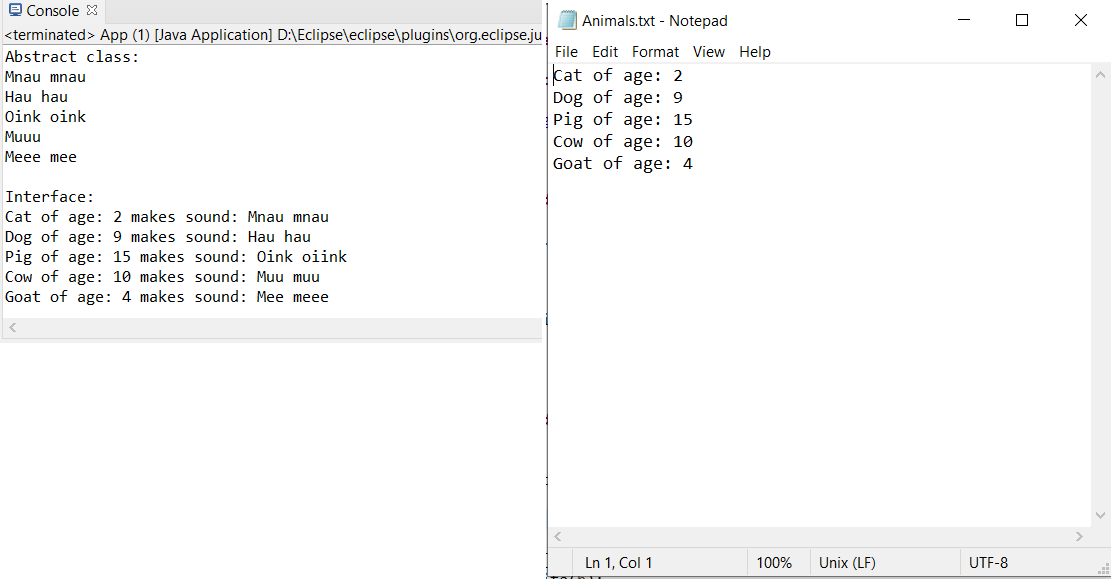 Console
<terminated> App (1) [Java Application] D:\Eclipse\eclipse\plugins\org.eclipse.ju
Abstract class:
Mnau mnau
Hau hau
Oink oink
Muuu
Meee mee
Interface:
Cat of age: 2 makes sound: Mnau mnau
Dog of age: 9 makes sound: Hau hau
Pig of age: 15 makes sound: Oink oiink
Cow of age: 10 makes sound: Muu muu
Goat of age: 4 makes sound: Mee meee
Animals.txt - Notepad
File Edit Format View Help
Cat of age: 2
Dog of age: 9
Pig of age: 15
Cow of age: 10
Goat of age: 4
Ln 1, Col 1 100% Unix (LF) UTF-8